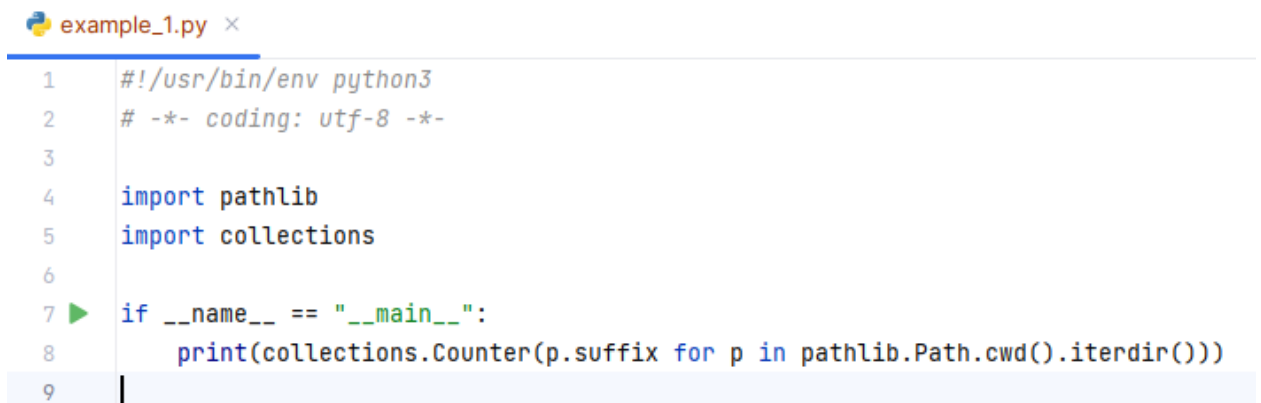 example_1.py ×
1 #!/usr/bin/env python3
2 # -*- coding: utf-8 -*-
3
4 import pathlib
5 import collections
6
7 if __name__ == "__main__":
8     print(collections.Counter(p.suffix for p in pathlib.Path.cwd().iterdir()))
9